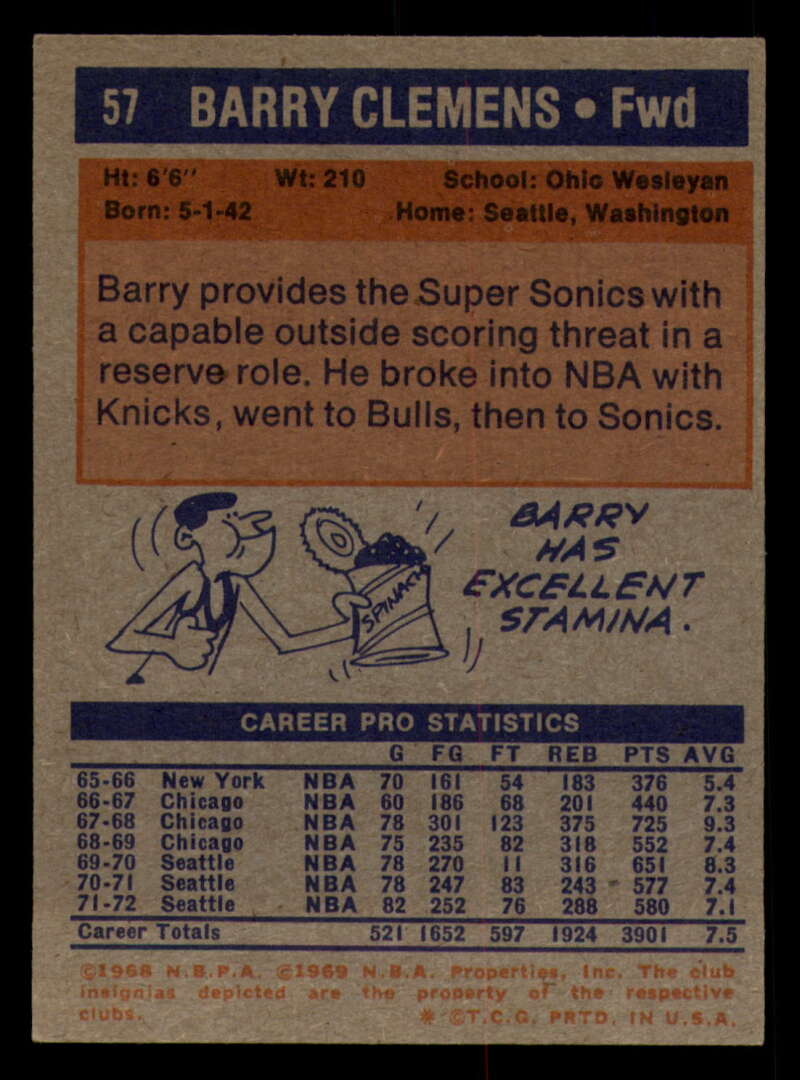 57 BARRY CLEMENS • Fwd
Ht: 6'6" Wt: 210 School: Ohio Wesleyan
Born: 5-1-42 Home: Seattle, Washington
Barry provides the Super Sonics with
a capable outside scoring threat in a
reserve role. He broke into NBA with
Knicks, went to Bulls, then to Sonics.
SPINACH
BARRY
HAS
EXCELLENT
STAMINA.
CAREER PRO STATISTICS
G FG FT REB PTS AVG
65-66 New York NBA 70 161 54 183 376 5.4
66-67 Chicago NBA 60 186 68 201 440 7.3
67-68 Chicago NBA 78 301 123 375 725 9.3
68-69 Chicago NBA 75 235 82 318 552 7.4
69-70 Seattle NBA 78 270 11 316 651 8.3
70-71 Seattle NBA 78 247 83 243 577 7.4
71-72 Seattle NBA 82 252 76 288 580 7.1
Career Totals 521 1652 597 1924 3901 7.5
©1968 N.B.P.A. ©1969 N.B.A. Properties, Inc. The club
insignias depicted are the property of the respective
clubs. * ©T.C.G. PRTD. IN U.S.A.